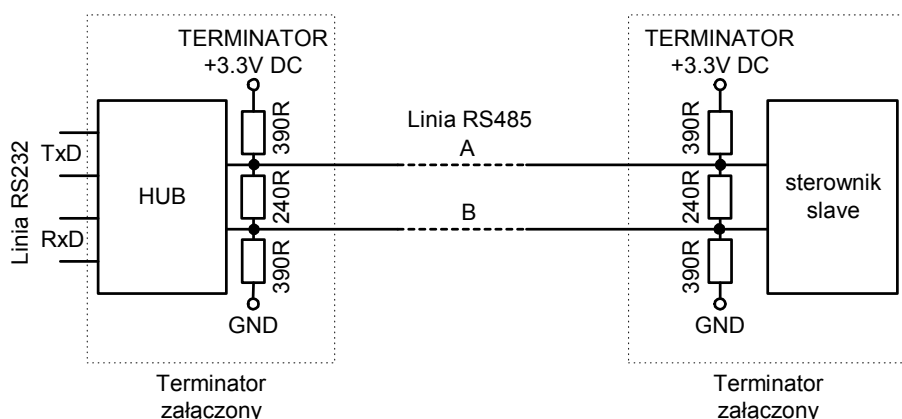 TERMINATOR
+3.3V DC
390R
Linia RS232
TxD
RxD
HUB
240R
390R
GND
Terminator
załączony
Linia RS485
A
B
TERMINATOR
+3.3V DC
390R
240R
390R
GND
sterownik
slave
Terminator
załączony